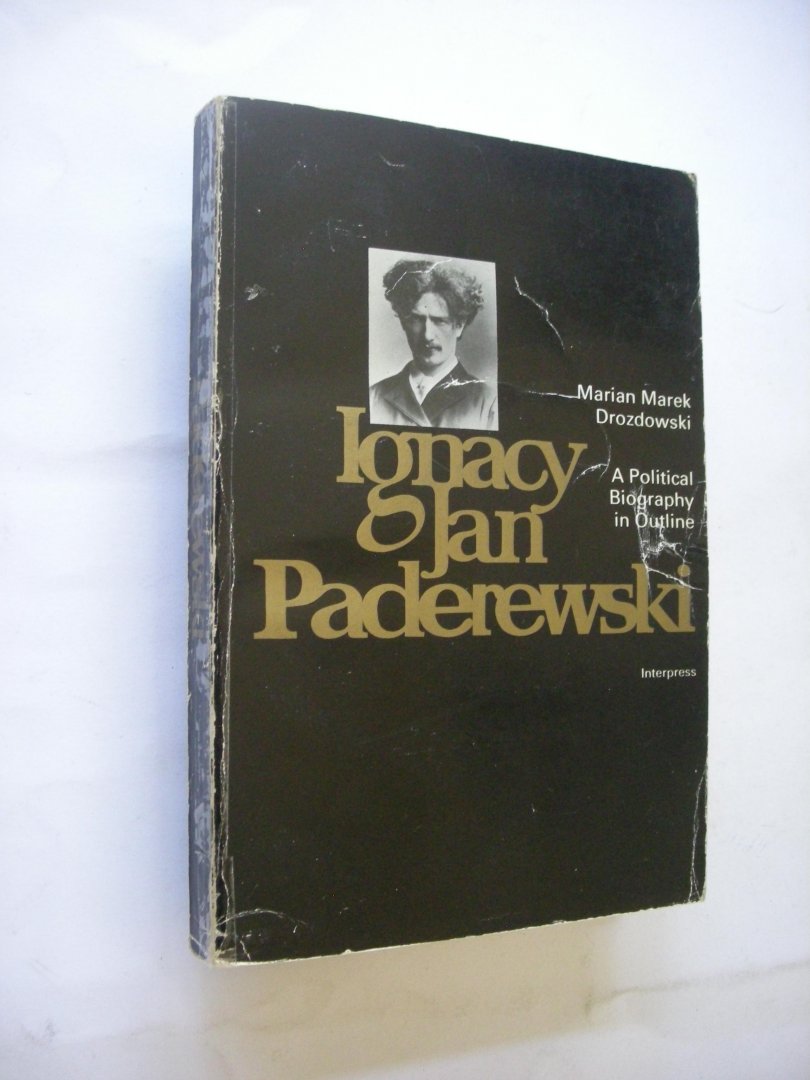 Marian Marek
Drozdowski
Ignacy
Jan
Paderewski
A Political
Biography
in Outline
Interpress